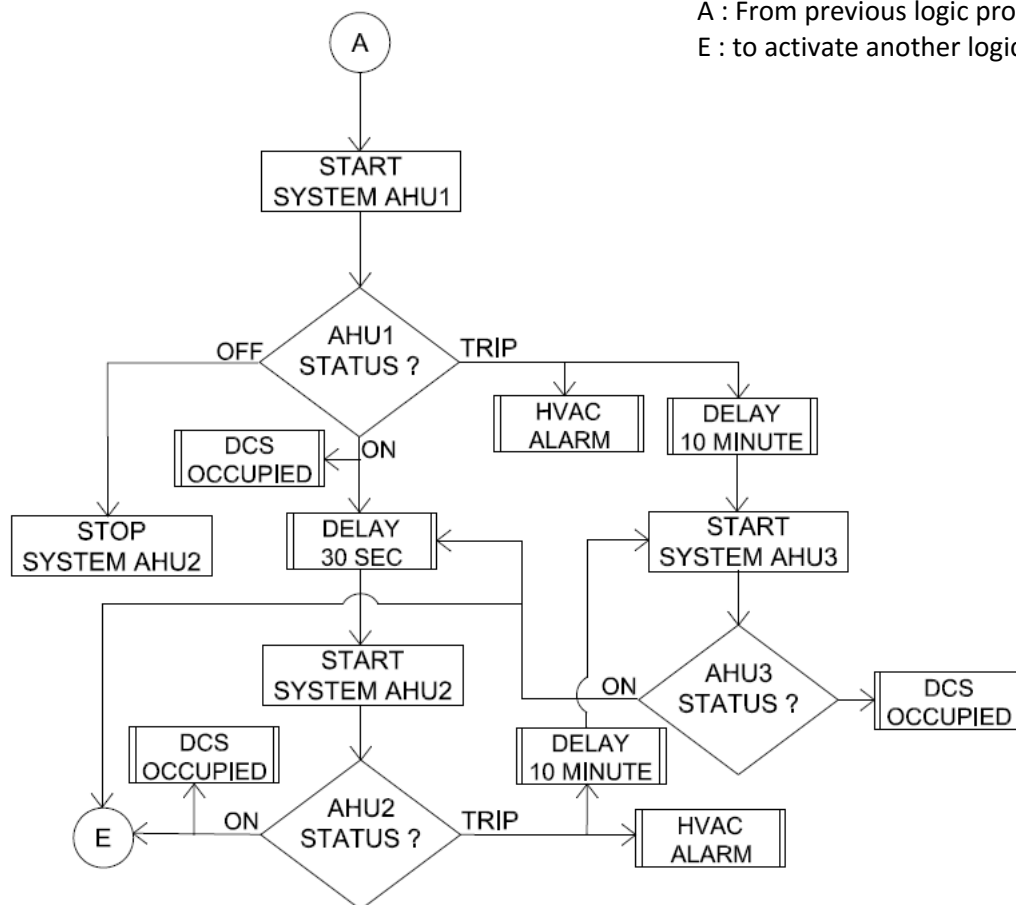 A : From previous logic pro
E : to activate another logic
A
START
SYSTEM AHU1
AHU1
STATUS ?
OFF
TRIP
ON
HVAC
ALARM
DELAY
10 MINUTE
DCS
OCCUPIED
STOP
SYSTEM AHU2
DELAY
30 SEC
START
SYSTEM AHU3
START
SYSTEM AHU2
AHU3
STATUS ?
ON
DCS
OCCUPIED
DCS
OCCUPIED
DELAY
10 MINUTE
AHU2
STATUS ?
ON
TRIP
E
HVAC
ALARM